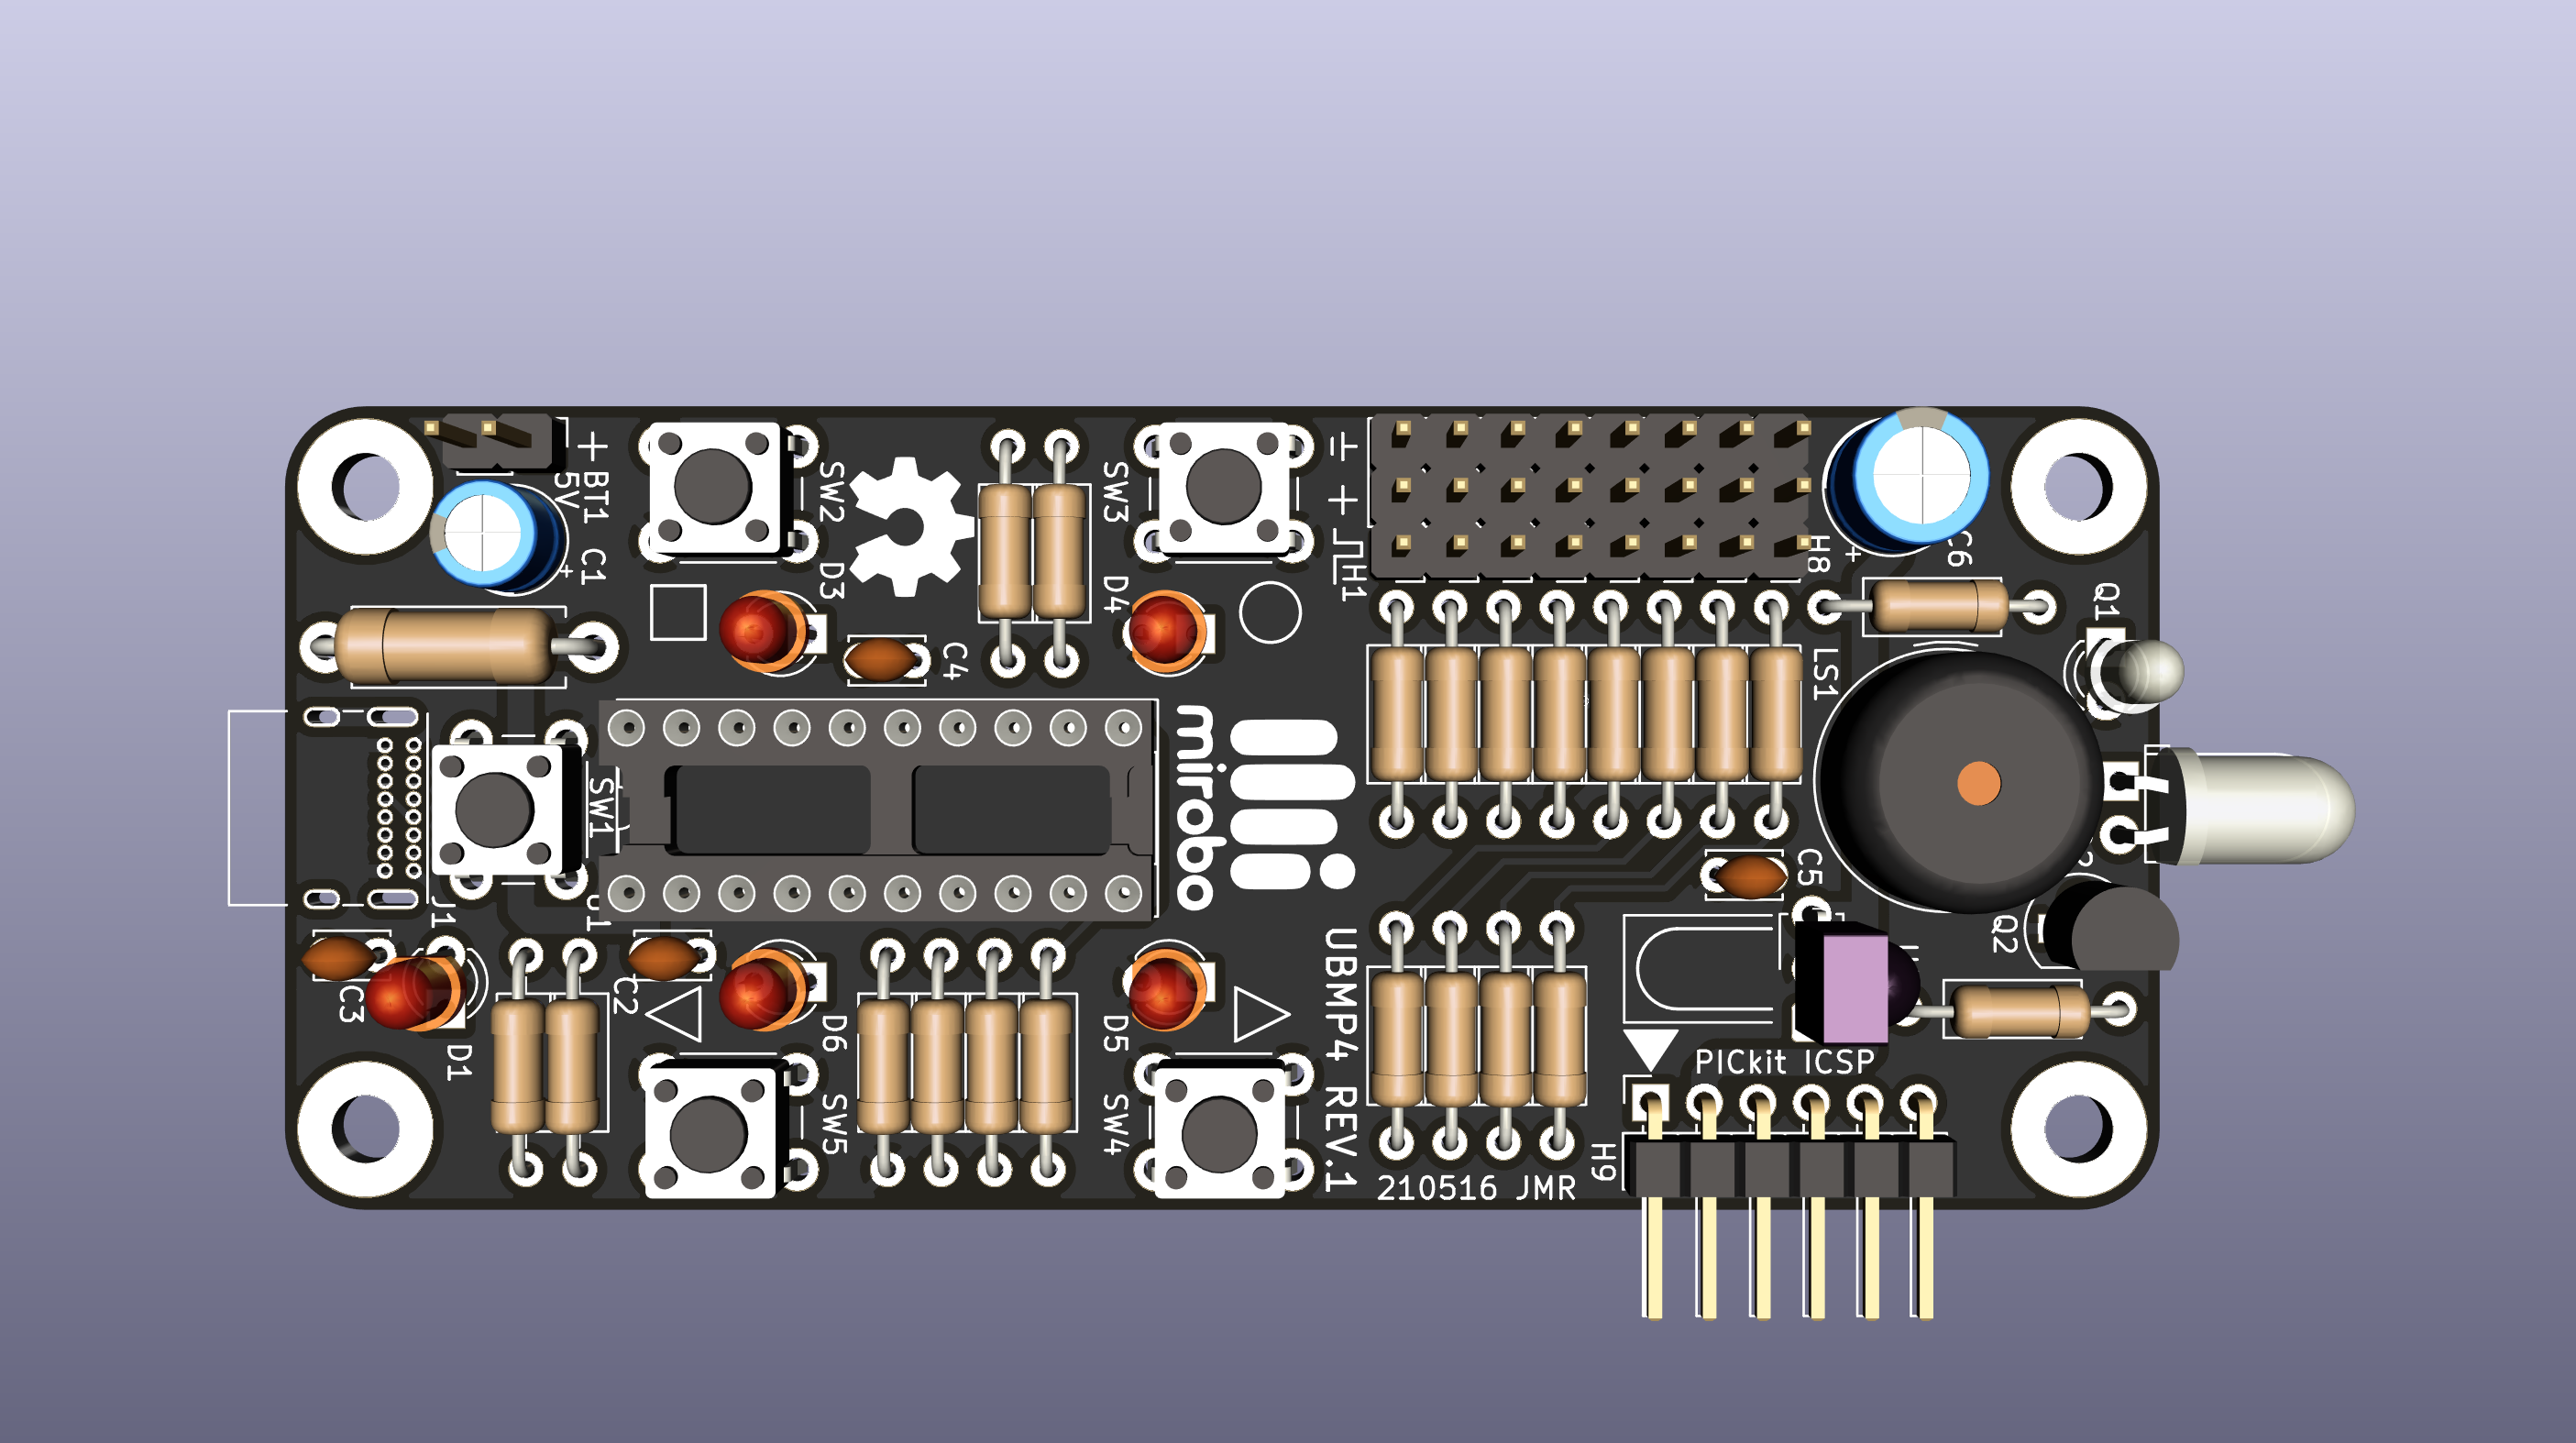 BT1
5V
C1
SW2
D3
C4
SW3
D4
H1
H8
Q1
LS1
SW1
J1
mirobo
C5
Q2
C3
D1
C2
D6
SW5
D5
SW4
UBMP4 REV.1
PICkit ICSP
H9
210516 JMR